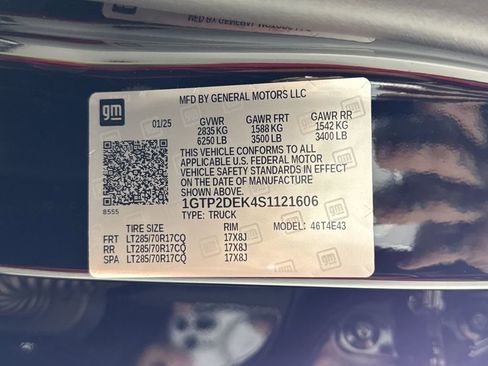 MFD BY GENERAL MOTORS LLC
gm
01/25 GVWR GAWR FRT GAWR RR
2835 KG 1588 KG 1542 KG
6250 LB 3500 LB 3400 LB
THIS VEHICLE CONFORMS TO ALL
APPLICABLE U.S. FEDERAL MOTOR
VEHICLE SAFETY STANDARDS IN EFFECT
ON THE DATE OF MANUFACTURE
SHOWN ABOVE.
8555
1GTP2DEK4S1121606
TYPE: TRUCK MODEL: 46T4E43
TIRE SIZE RIM
FRT LT285/70R17CQ 17X8J
RR LT285/70R17CQ 17X8J
SPA LT285/70R17CQ 17X8J